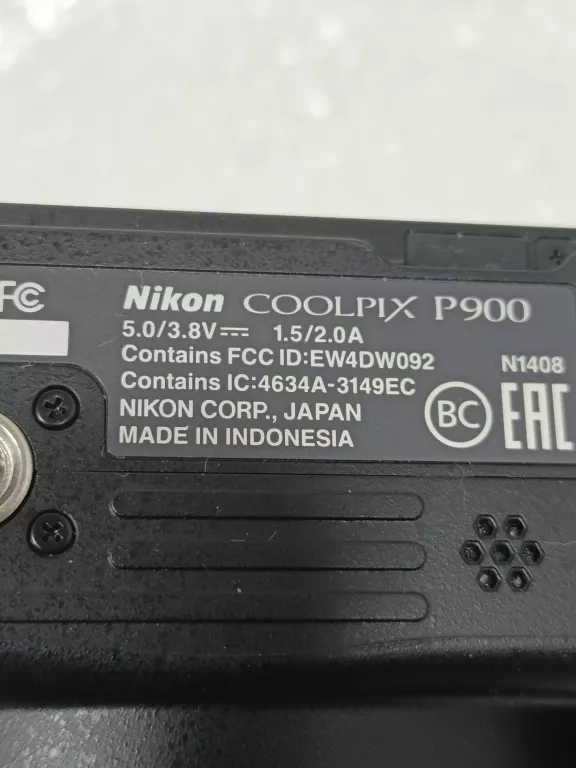 FC
Nikon COOLPIX P900
5.0/3.8V⎓ 1.5/2.0A
Contains FCC ID:EW4DW092
Contains IC:4634A-3149EC
N1408
NIKON CORP., JAPAN
MADE IN INDONESIA
BC
EAC